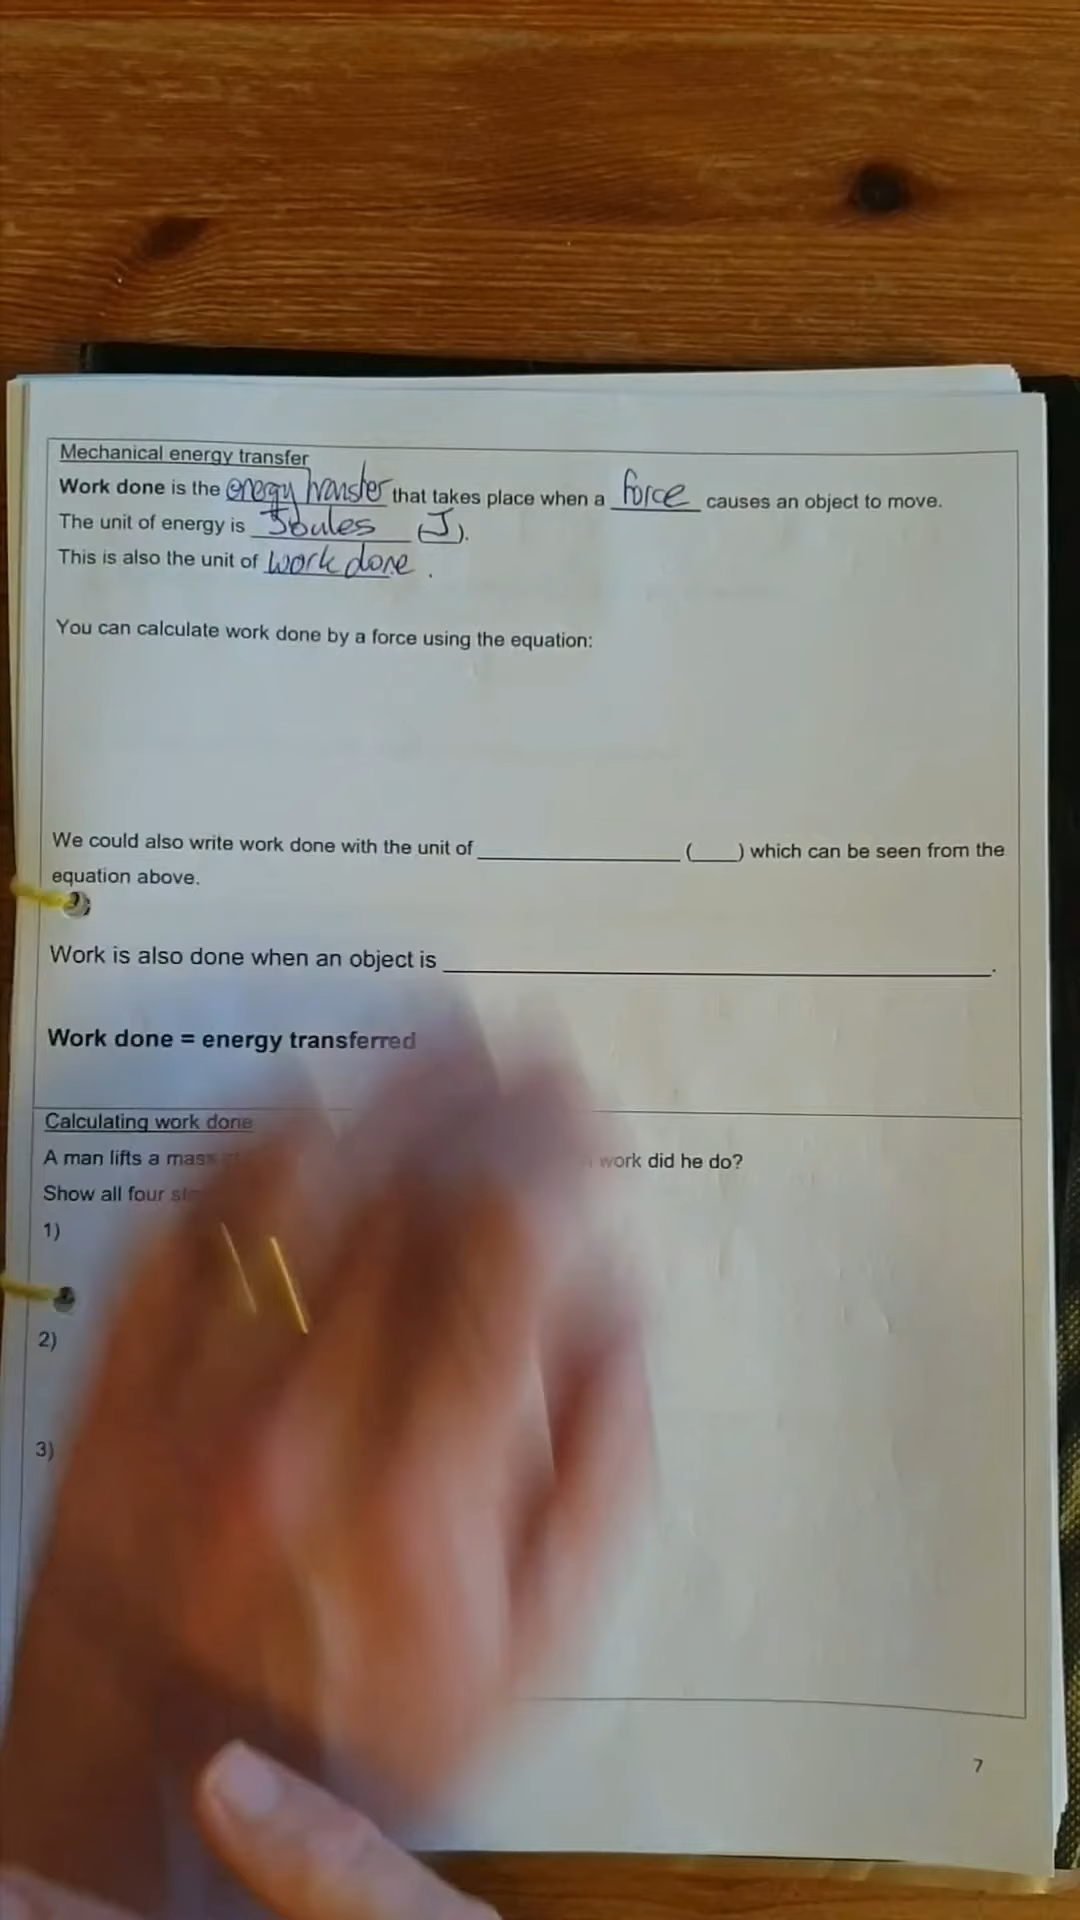 Mechanical energy transfer
Work done is the energy transfer that takes place when a force causes an object to move.
The unit of energy is Joules (J).
This is also the unit of work done.
You can calculate work done by a force using the equation:
We could also write work done with the unit of ____________ (____) which can be seen from the
equation above.
Work is also done when an object is ______________________________.
Work done = energy transferred
Calculating work done
A man lifts a mass work did he do?
Show all four
1)
2)
3)
7